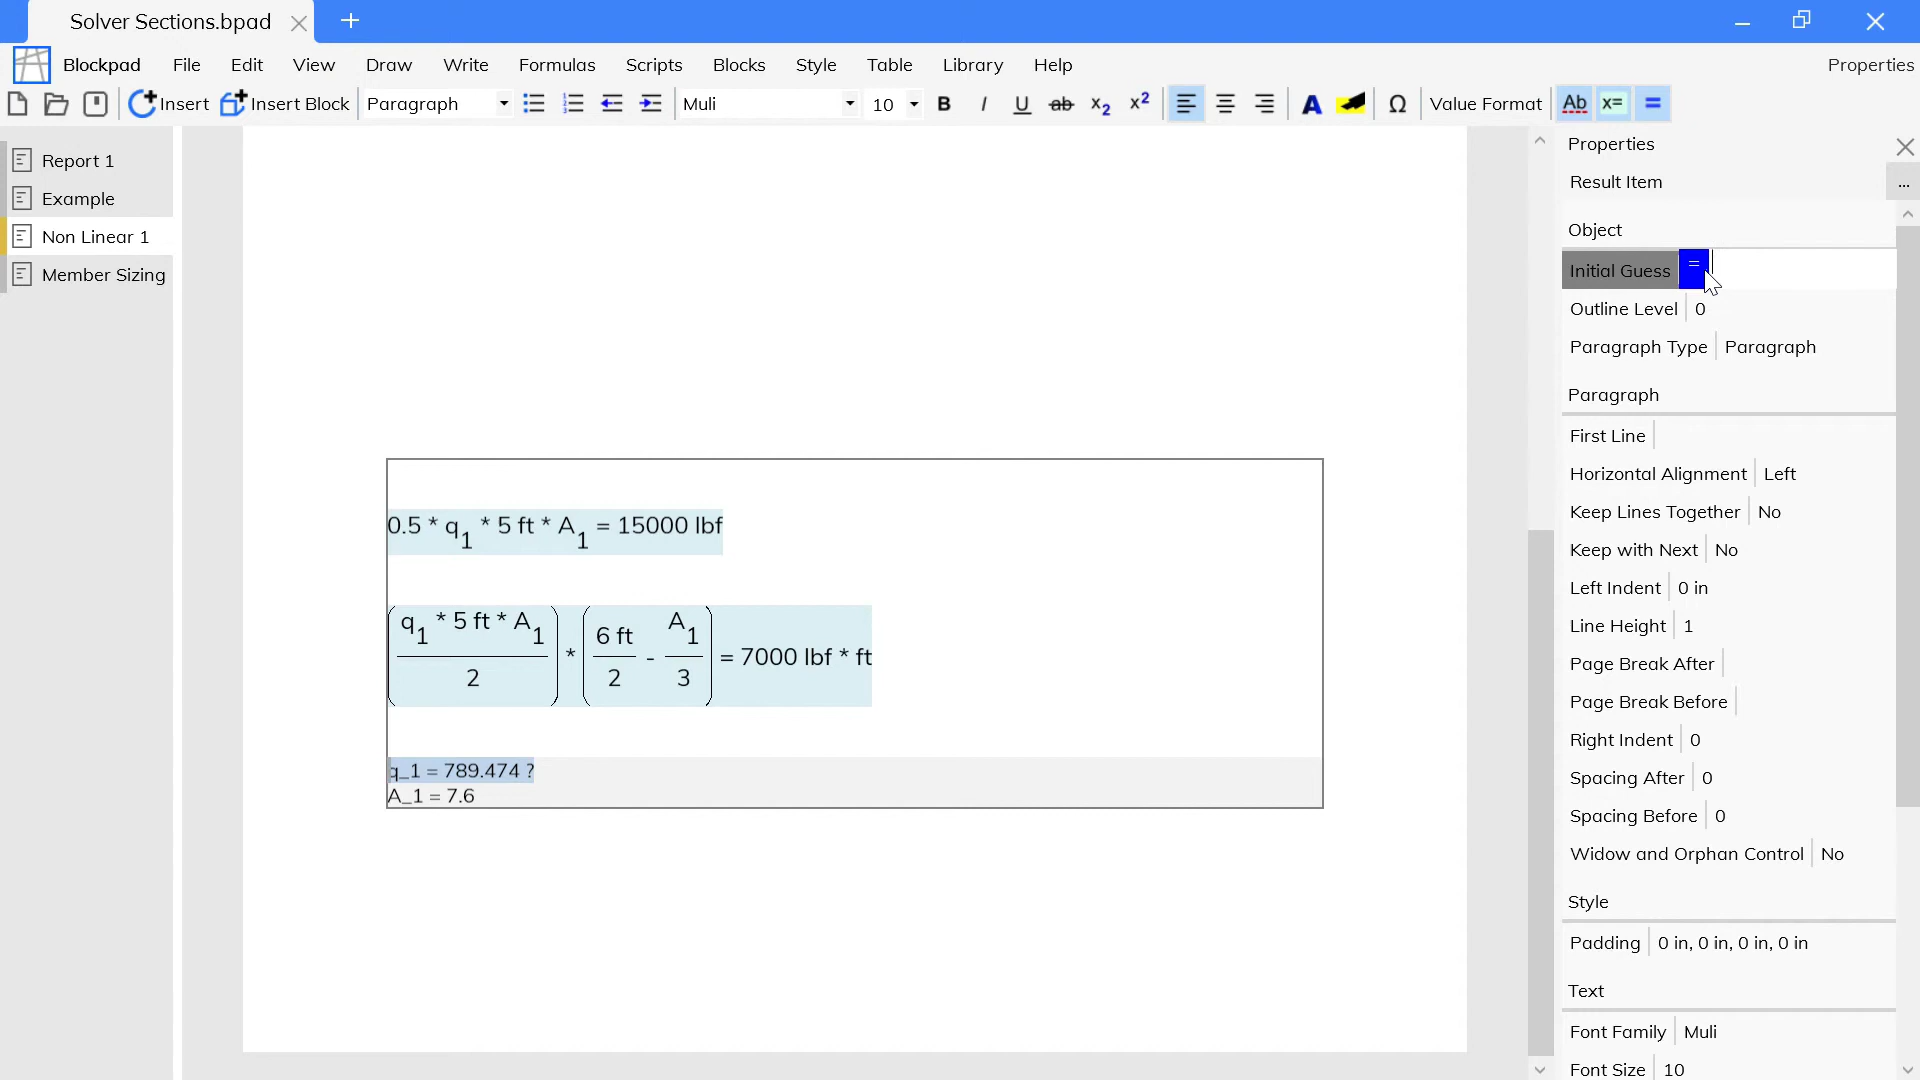 Solver Sections.bpad
Blockpad File Edit View Draw Write Formulas Scripts Blocks Style Table Library Help Properties
Insert Insert Block Paragraph Muli 10 B I U ab x2 x2 A Ω Value Format Ab x= =
Report 1
Example
Non Linear 1
Member Sizing
0.5 * q1 * 5 ft * A1 = 15000 lbf
(q1 * 5 ft * A1 / 2) * (6 ft / 2 - A1 / 3) = 7000 lbf * ft
q_1 = 789.474 ?
A_1 = 7.6
Properties
Result Item ...
Object
Initial Guess =
Outline Level 0
Paragraph Type Paragraph
Paragraph
First Line
Horizontal Alignment Left
Keep Lines Together No
Keep with Next No
Left Indent 0 in
Line Height 1
Page Break After
Page Break Before
Right Indent 0
Spacing After 0
Spacing Before 0
Widow and Orphan Control No
Style
Padding 0 in, 0 in, 0 in, 0 in
Text
Font Family Muli
Font Size 10